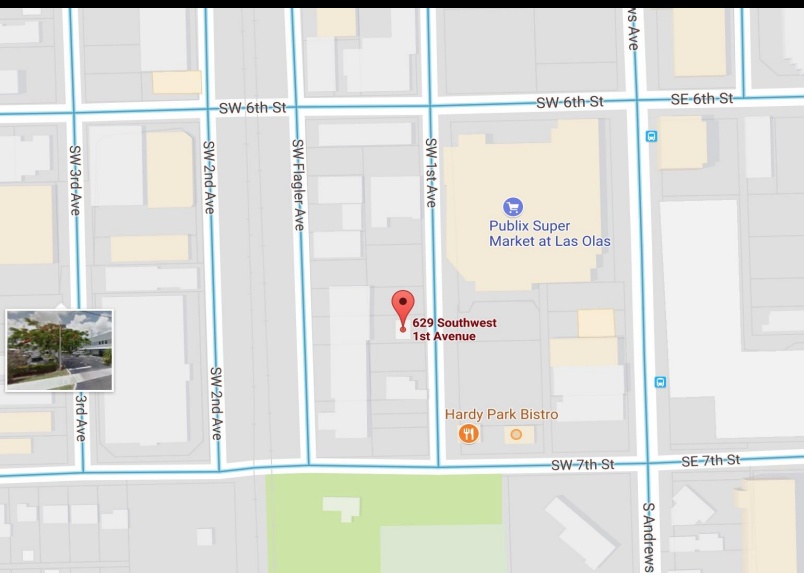 ws Ave
SE 6th St
SW 6th St
SW 6th St
SW 3rd Ave
SW 2nd Ave
SW Flagler Ave
SW 1st Ave
Publix Super
Market at Las Olas
629 Southwest
1st Avenue
3rd Ave
SW 2nd Ave
Hardy Park Bistro
SW 7th St
SE 7th St
S Andrews